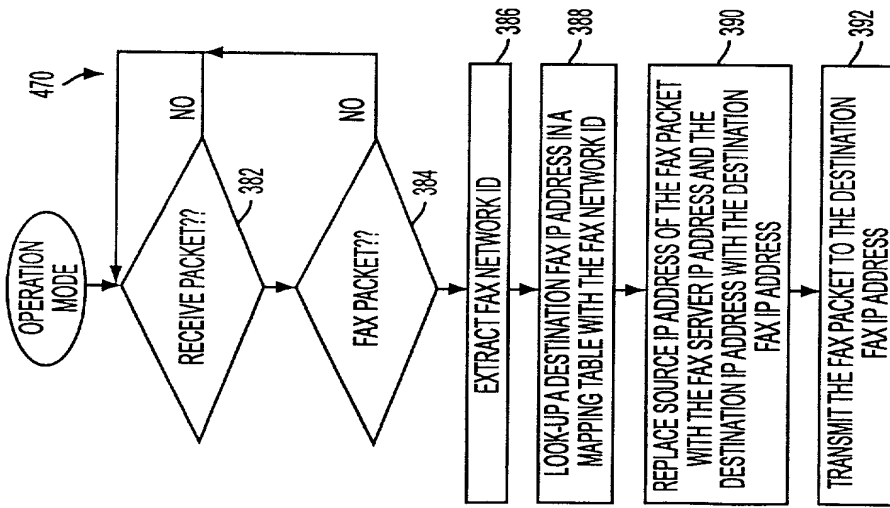 470
OPERATION
MODE
RECEIVE PACKET??
NO
382
FAX PACKET??
NO
384
EXTRACT FAX NETWORK ID
386
LOOK-UP A DESTINATION FAX IP ADDRESS IN A
MAPPING TABLE WITH THE FAX NETWORK ID
388
REPLACE SOURCE IP ADDRESS OF THE FAX PACKET
WITH THE FAX SERVER IP ADDRESS AND THE
DESTINATION IP ADDRESS WITH THE DESTINATION
FAX IP ADDRESS
390
TRANSMIT THE FAX PACKET TO THE DESTINATION
FAX IP ADDRESS
392